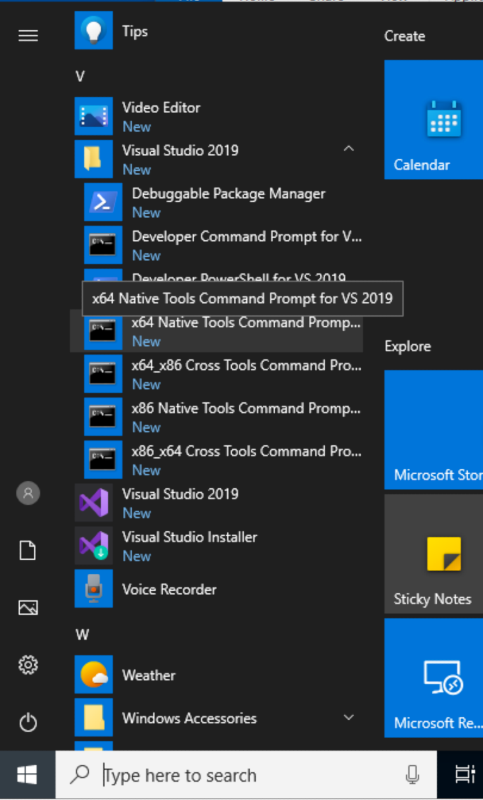 Tips
V
Video Editor
New
Visual Studio 2019
New
Debuggable Package Manager
New
Developer Command Prompt for V...
New
Developer PowerShell for VS 2019
x64 Native Tools Command Prompt for VS 2019
x64 Native Tools Command Promp...
New
x64_x86 Cross Tools Command Pro...
New
x86 Native Tools Command Promp...
New
x86_x64 Cross Tools Command Pro...
New
Visual Studio 2019
New
Visual Studio Installer
New
Voice Recorder
W
Weather
Windows Accessories
Create
Calendar
Explore
Microsoft Stor
Sticky Notes
Microsoft Re...
Type here to search